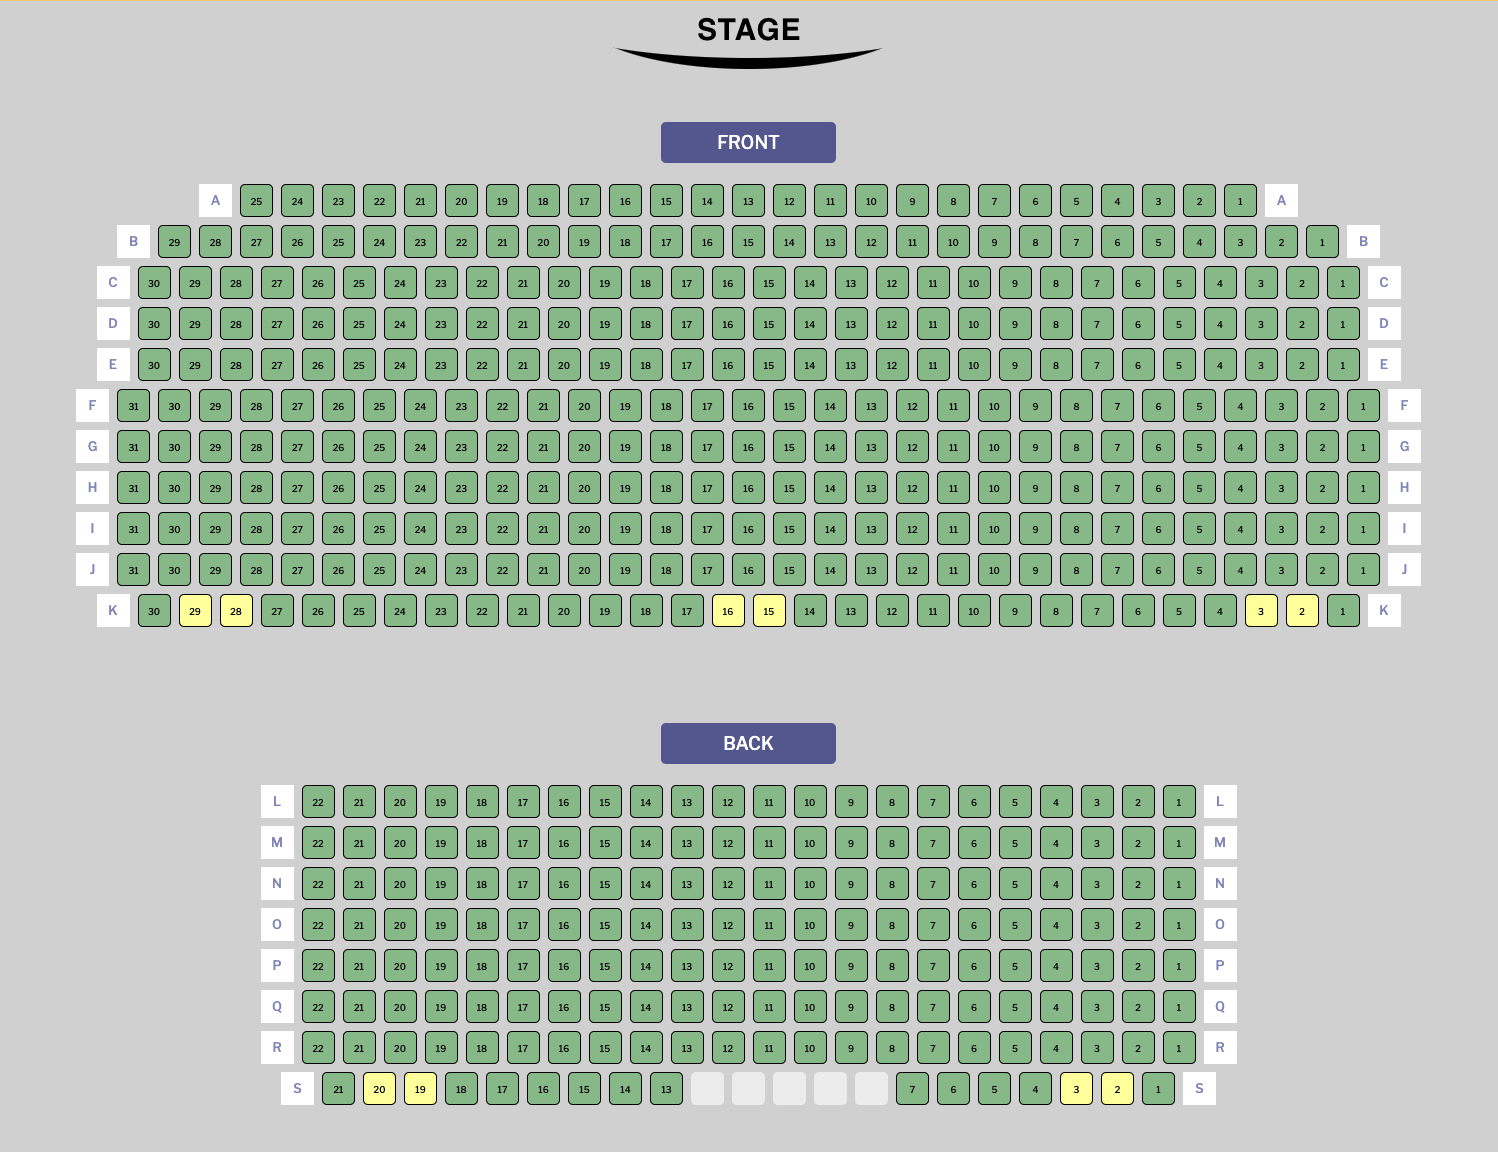 STAGE
FRONT
A 25 24 23 22 21 20 19 18 17 16 15 14 13 12 11 10 9 8 7 6 5 4 3 2 1 A
B 29 28 27 26 25 24 23 22 21 20 19 18 17 16 15 14 13 12 11 10 9 8 7 6 5 4 3 2 1 B
C 30 29 28 27 26 25 24 23 22 21 20 19 18 17 16 15 14 13 12 11 10 9 8 7 6 5 4 3 2 1 C
D 30 29 28 27 26 25 24 23 22 21 20 19 18 17 16 15 14 13 12 11 10 9 8 7 6 5 4 3 2 1 D
E 30 29 28 27 26 25 24 23 22 21 20 19 18 17 16 15 14 13 12 11 10 9 8 7 6 5 4 3 2 1 E
F 31 30 29 28 27 26 25 24 23 22 21 20 19 18 17 16 15 14 13 12 11 10 9 8 7 6 5 4 3 2 1 F
G 31 30 29 28 27 26 25 24 23 22 21 20 19 18 17 16 15 14 13 12 11 10 9 8 7 6 5 4 3 2 1 G
H 31 30 29 28 27 26 25 24 23 22 21 20 19 18 17 16 15 14 13 12 11 10 9 8 7 6 5 4 3 2 1 H
I 31 30 29 28 27 26 25 24 23 22 21 20 19 18 17 16 15 14 13 12 11 10 9 8 7 6 5 4 3 2 1 I
J 31 30 29 28 27 26 25 24 23 22 21 20 19 18 17 16 15 14 13 12 11 10 9 8 7 6 5 4 3 2 1 J
K 30 29 28 27 26 25 24 23 22 21 20 19 18 17 16 15 14 13 12 11 10 9 8 7 6 5 4 3 2 1 K
BACK
L 22 21 20 19 18 17 16 15 14 13 12 11 10 9 8 7 6 5 4 3 2 1 L
M 22 21 20 19 18 17 16 15 14 13 12 11 10 9 8 7 6 5 4 3 2 1 M
N 22 21 20 19 18 17 16 15 14 13 12 11 10 9 8 7 6 5 4 3 2 1 N
O 22 21 20 19 18 17 16 15 14 13 12 11 10 9 8 7 6 5 4 3 2 1 O
P 22 21 20 19 18 17 16 15 14 13 12 11 10 9 8 7 6 5 4 3 2 1 P
Q 22 21 20 19 18 17 16 15 14 13 12 11 10 9 8 7 6 5 4 3 2 1 Q
R 22 21 20 19 18 17 16 15 14 13 12 11 10 9 8 7 6 5 4 3 2 1 R
S 21 20 19 18 17 16 15 14 13 7 6 5 4 3 2 1 S